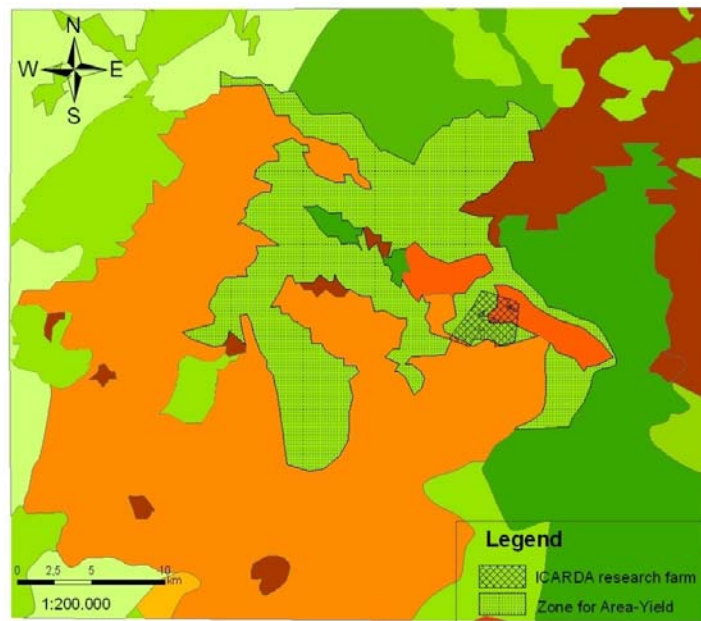 N
W E
S
0 2,5 5 10
km
1:200.000
Legend
ICARDA research farm
Zone for Area-Yield